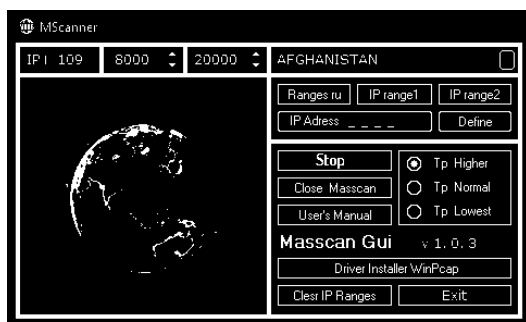 MScanner
IP: 109 8000 20000 AFGHANISTAN
Ranges ru IP range1 IP range2
IP Adress _ _ _ _ Define
Stop
Tp Higher
Close Masscan
Tp Normal
User's Manual
Tp Lowest
Masscan Gui v 1.0.3
Driver Installer WinPcap
Clesr IP Ranges Exit